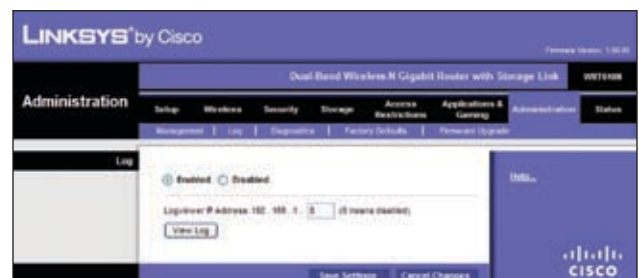 LINKSYS® by Cisco
Firmware Version: 1.00.00
Dual-Band Wireless-N Gigabit Router with Storage Link WRT610N
Administration
Setup Wireless Security Storage Access Restrictions Applications & Gaming Administration Status
Management | Log | Diagnostics | Factory Defaults | Firmware Upgrade
Log
Enabled Disabled
Logviewer IP Address: 192 . 168 . 1 . 0 (0 means disabled)
View Log
Help...
Save Settings Cancel Changes
CISCO